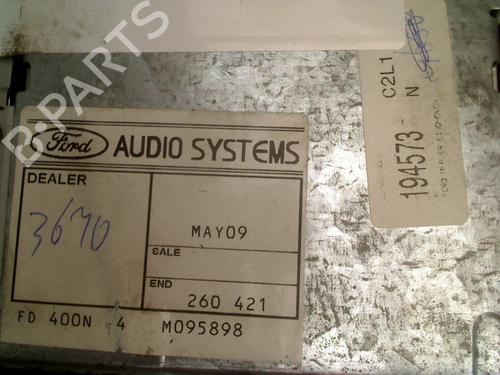 B-PARTS
Ford AUDIO SYSTEMS
DEALER
3670
MAY09
SALE
END
260 421
FD 400N 4 M095898
C2L1
194573- N